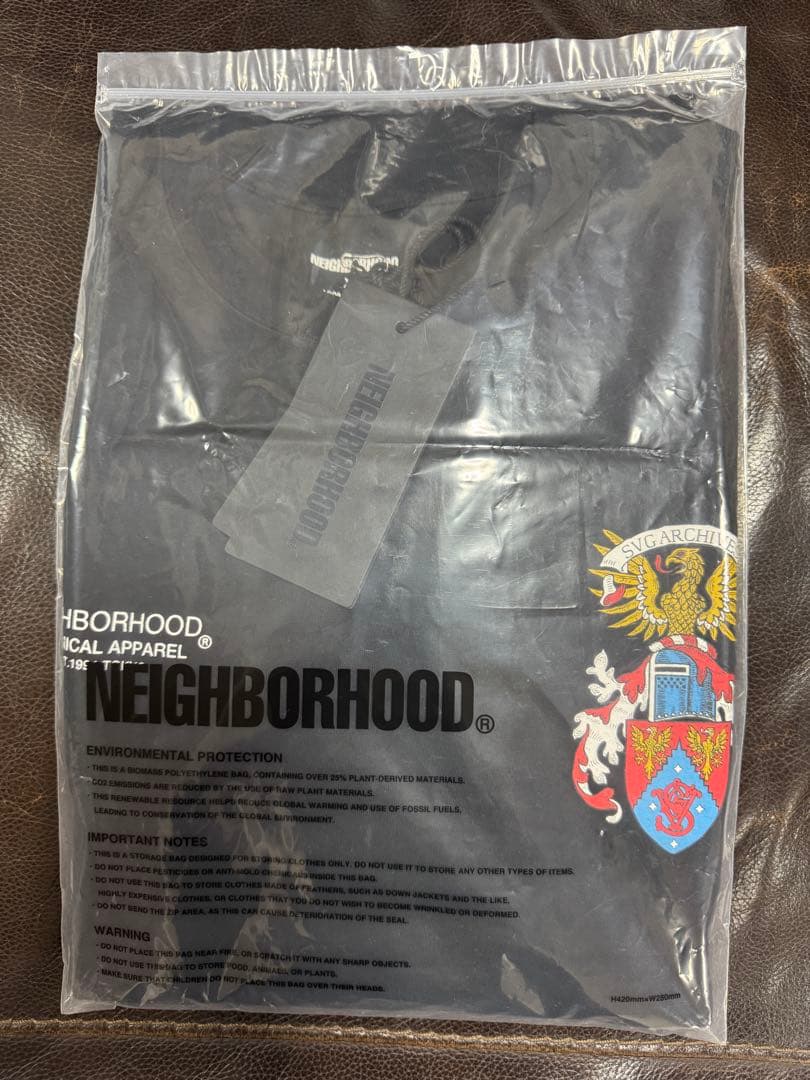 NEIGHBORHOOD
NEIGHBORHOOD
SVG ARCHIVE
HBORHOOD
ICAL APPAREL ®
NEIGHBORHOOD®
ENVIRONMENTAL PROTECTION
・THIS IS A BIOMASS POLYETHYLENE BAG, CONTAINING OVER 25% PLANT-DERIVED MATERIALS.
・CO2 EMISSIONS ARE REDUCED BY THE USE OF RAW PLANT MATERIALS.
・THIS RENEWABLE RESOURCE HELPS REDUCE GLOBAL WARMING AND USE OF FOSSIL FUELS,
LEADING TO CONSERVATION OF THE GLOBAL ENVIRONMENT.
IMPORTANT NOTES
・THIS IS A STORAGE BAG DESIGNED FOR STORING CLOTHES ONLY. DO NOT USE IT TO STORE ANY OTHER TYPES OF ITEMS.
・DO NOT PLACE PESTICIDES OR ANTI-MOLD CHEMICALS INSIDE THIS BAG.
・DO NOT USE THIS BAG TO STORE CLOTHES MADE OF FEATHERS, SUCH AS DOWN JACKETS AND THE LIKE,
HIGHLY EXPENSIVE CLOTHES, OR CLOTHES THAT YOU DO NOT WISH TO BECOME WRINKLED OR DEFORMED.
・DO NOT BEND THE ZIP AREA, AS THIS CAN CAUSE DETERIORATION OF THE SEAL.
WARNING
・DO NOT PLACE THIS BAG NEAR FIRE, OR SCRATCH IT WITH ANY SHARP OBJECTS.
・DO NOT USE THIS BAG TO STORE FOOD, ANIMALS, OR PLANTS.
・MAKE SURE THAT CHILDREN DO NOT PLACE THIS BAG OVER THEIR HEADS.
H420mm×W280mm